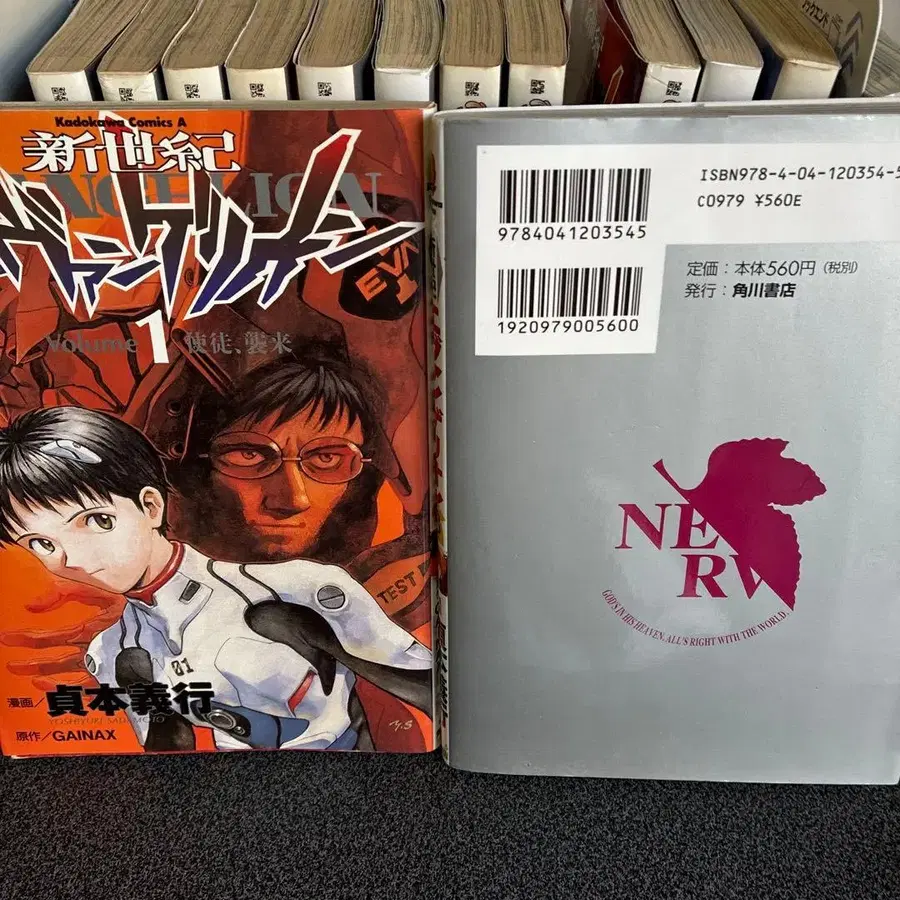 Kadokawa Comics A
新世紀
EVANGELION
ヱヴァンゲリオン
EVA
1
Volume 1 使徒、襲来
TEST
01
漫画/貞本義行
YOSHIYUKI SADAMOTO
原作/GAINAX
Y.S
ISBN978-4-04-120354-5
C0979 ¥560E
9784041203545
1920979005600
定価:本体560円(税別)
発行:角川書店
NERV
GOD'S IN HIS HEAVEN. ALL'S RIGHT WITH THE WORLD.